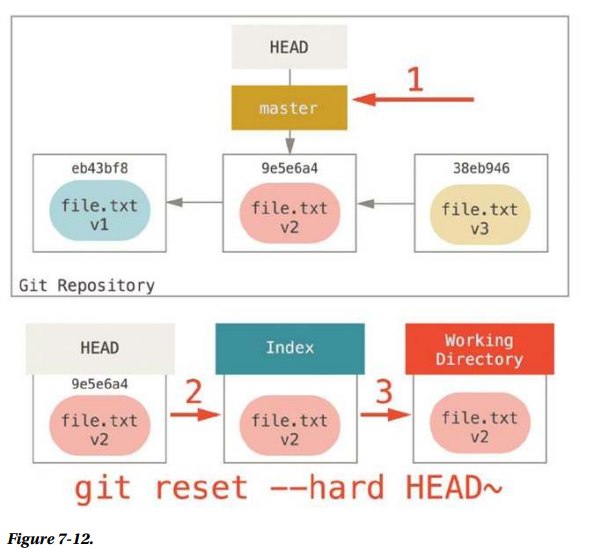 HEAD
1
master
eb43bf8
9e5e6a4
38eb946
file.txt
v1
file.txt
v2
file.txt
v3
Git Repository
HEAD
Index
Working
Directory
9e5e6a4
2
3
file.txt
v2
file.txt
v2
file.txt
v2
git reset --hard HEAD~
Figure 7-12.